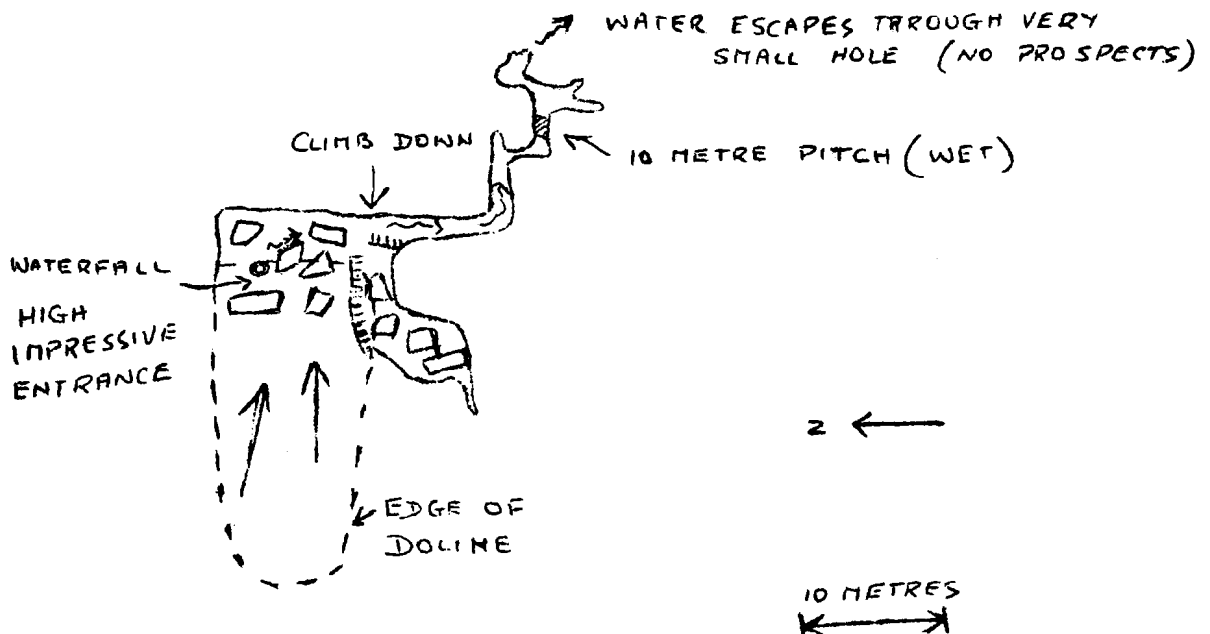 WATER ESCAPES TRROUGH VERY
SMALL HOLE (NO PROSPECTS)
CLIMB DOWN
10 METRE PITCH (WET)
WATERFALL
HIGH
IMPRESSIVE
ENTRANCE
N
EDGE OF
DOLINE
10 METRES